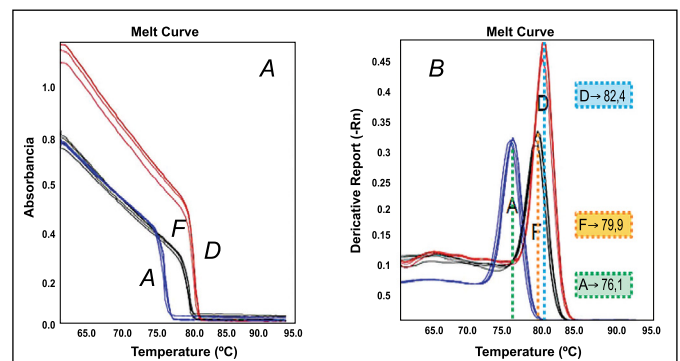 Melt Curve
A
Absorbancia
1.0
0.8
0.5
0.4
0.2
0.0
F
D
A
65.0 70.0 75.0 80.0 85.0 90.0 95.0
Temperature (ºC)
Melt Curve
B
Dericative Report (-Rn)
0.45
0.4
0.35
0.3
0.25
0.2
0.15
0.1
0.5
D
A
F
D→82,4
F→79,9
A→76,1
65.0 70.0 75.0 80.0 85.0 90.0 95.0
Temperature (ºC)